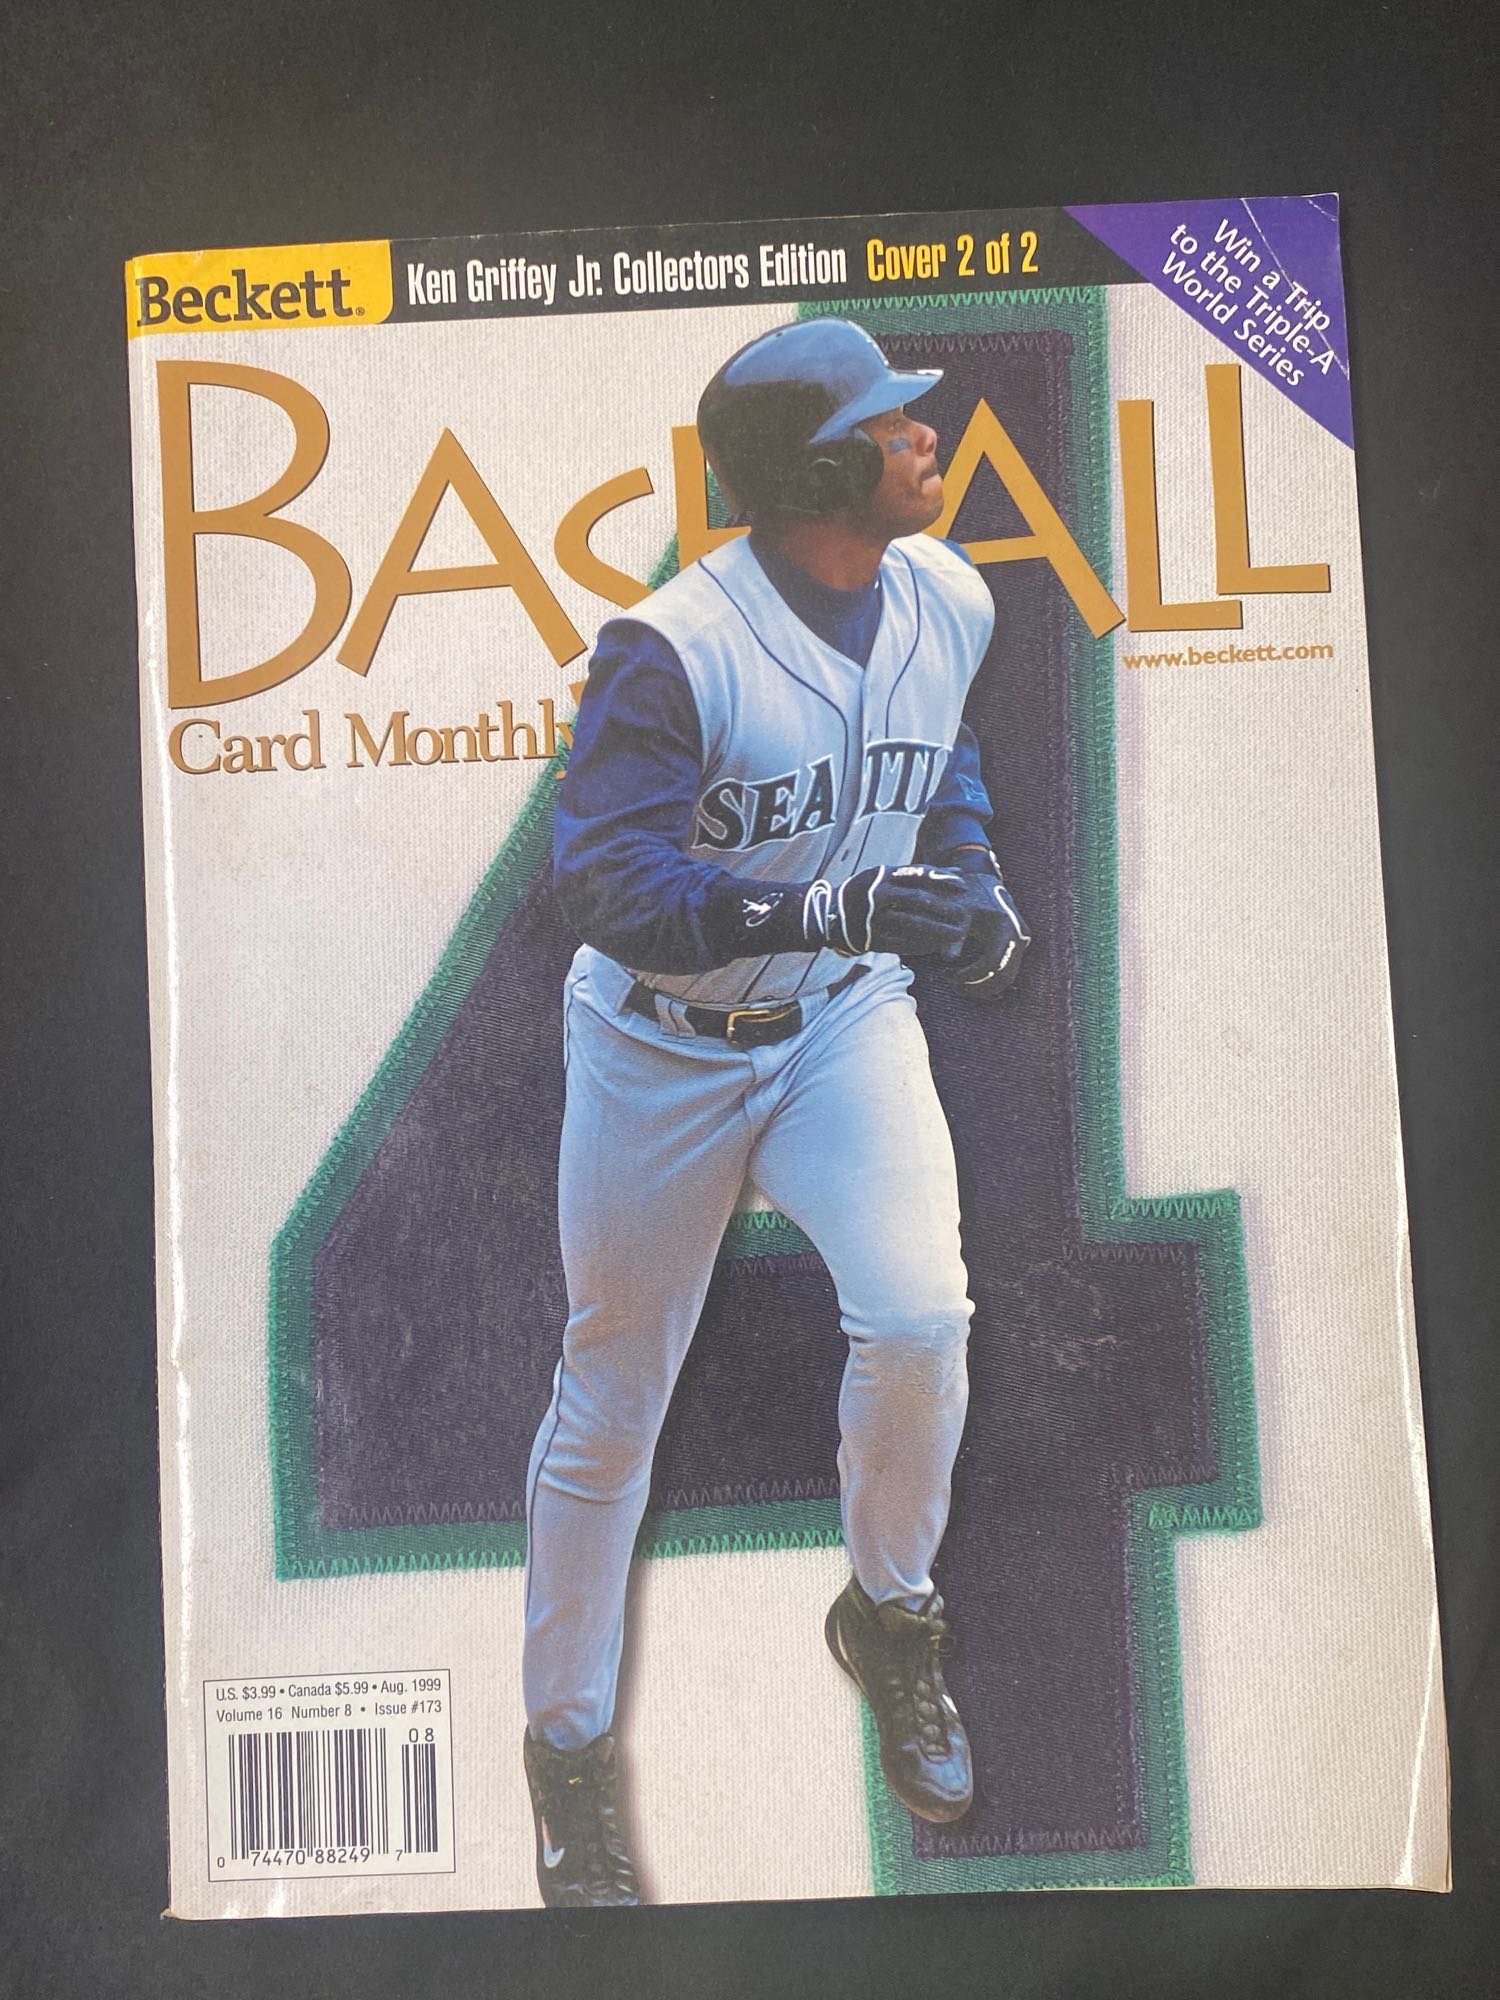 Beckett®
Ken Griffey Jr. Collectors Edition Cover 2 of 2
Win a Trip
to the Triple-A
World Series
BASEBALL
www.beckett.com
Card Monthly
SEATTL
U.S. $3.99 • Canada $5.99 • Aug. 1999
Volume 16 Number 8 • Issue #173
08
0 74470 88249 7